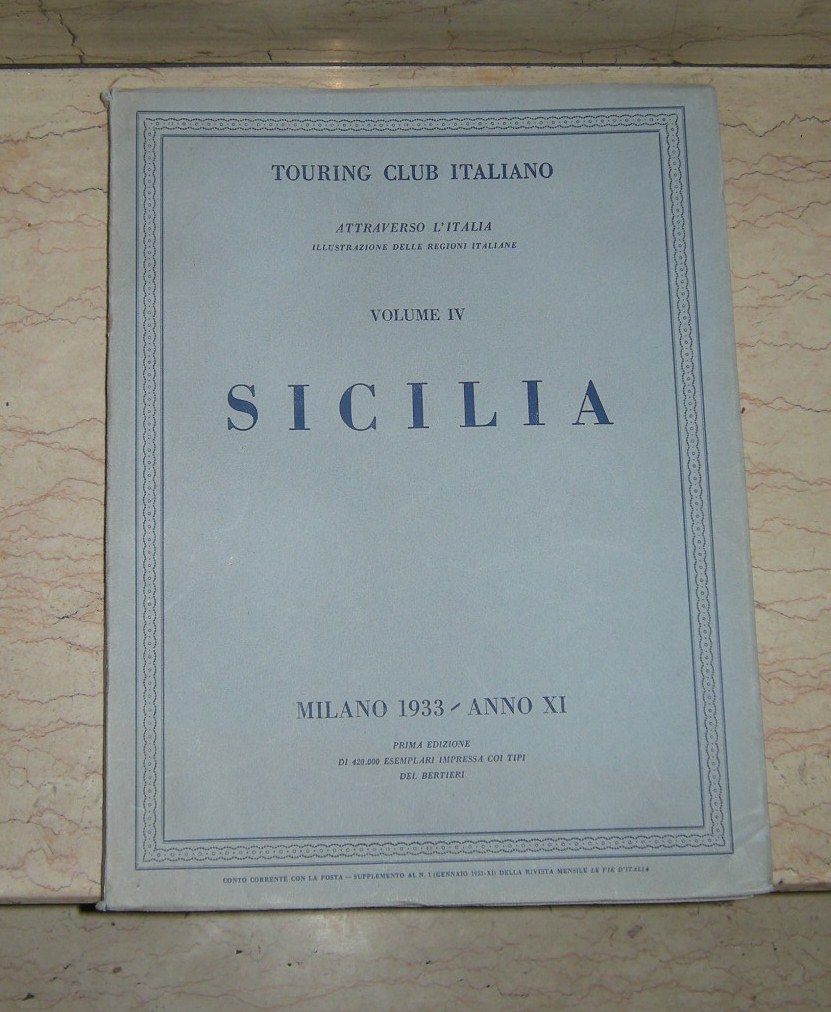 TOURING CLUB ITALIANO
ATTRAVERSO L'ITALIA
ILLUSTRAZIONE DELLE REGIONI ITALIANE
VOLUME IV
SICILIA
MILANO 1933 - ANNO XI
PRIMA EDIZIONE
DI 420.000 ESEMPLARI IMPRESSA COI TIPI
DEL BERTIERI
CONTO CORRENTE CON LA POSTA — SUPPLEMENTO AL N. 1 (GENNAIO 1933-XI) DELLA RIVISTA MENSILE LE VIE D'ITALIA